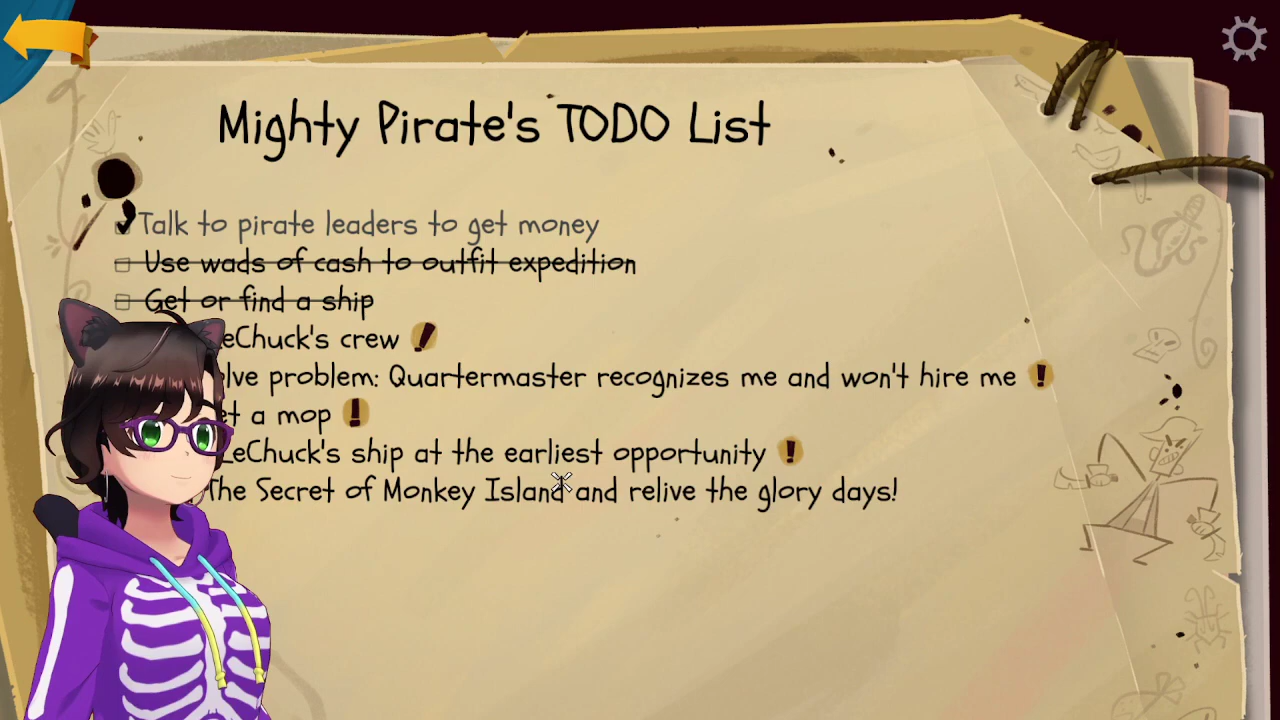 Mighty Pirate's TODO List
Talk to pirate leaders to get money
Use wads of cash to outfit expedition
Get or find a ship
LeChuck's crew
problem: Quartermaster recognizes me and won't hire me
a mop
LeChuck's ship at the earliest opportunity
The Secret of Monkey Island and relive the glory days!